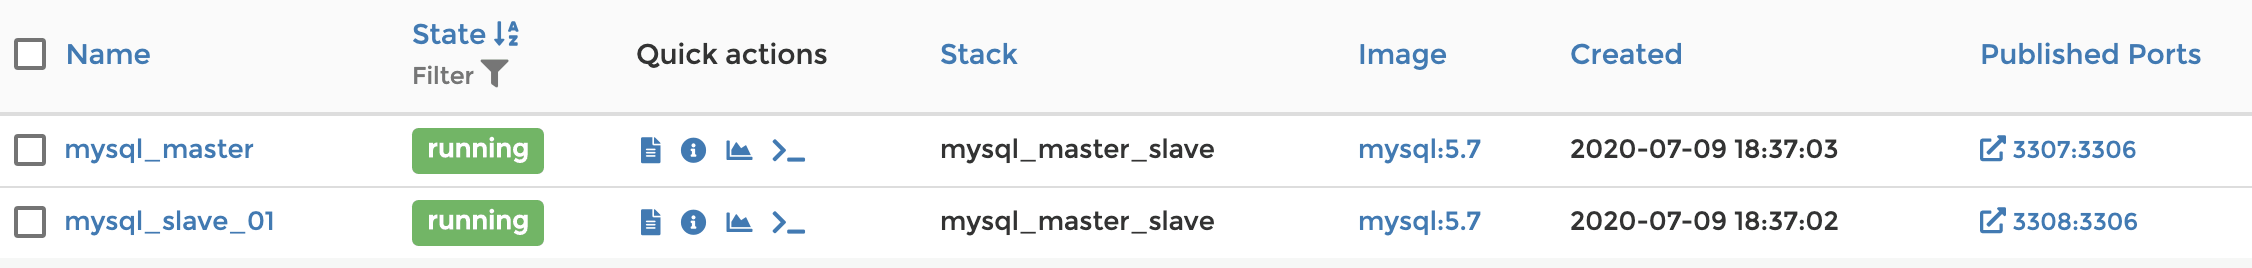 Name State Filter Quick actions Stack Image Created Published Ports
mysql_master running mysql_master_slave mysql:5.7 2020-07-09 18:37:03 3307:3306
mysql_slave_01 running mysql_master_slave mysql:5.7 2020-07-09 18:37:02 3308:3306